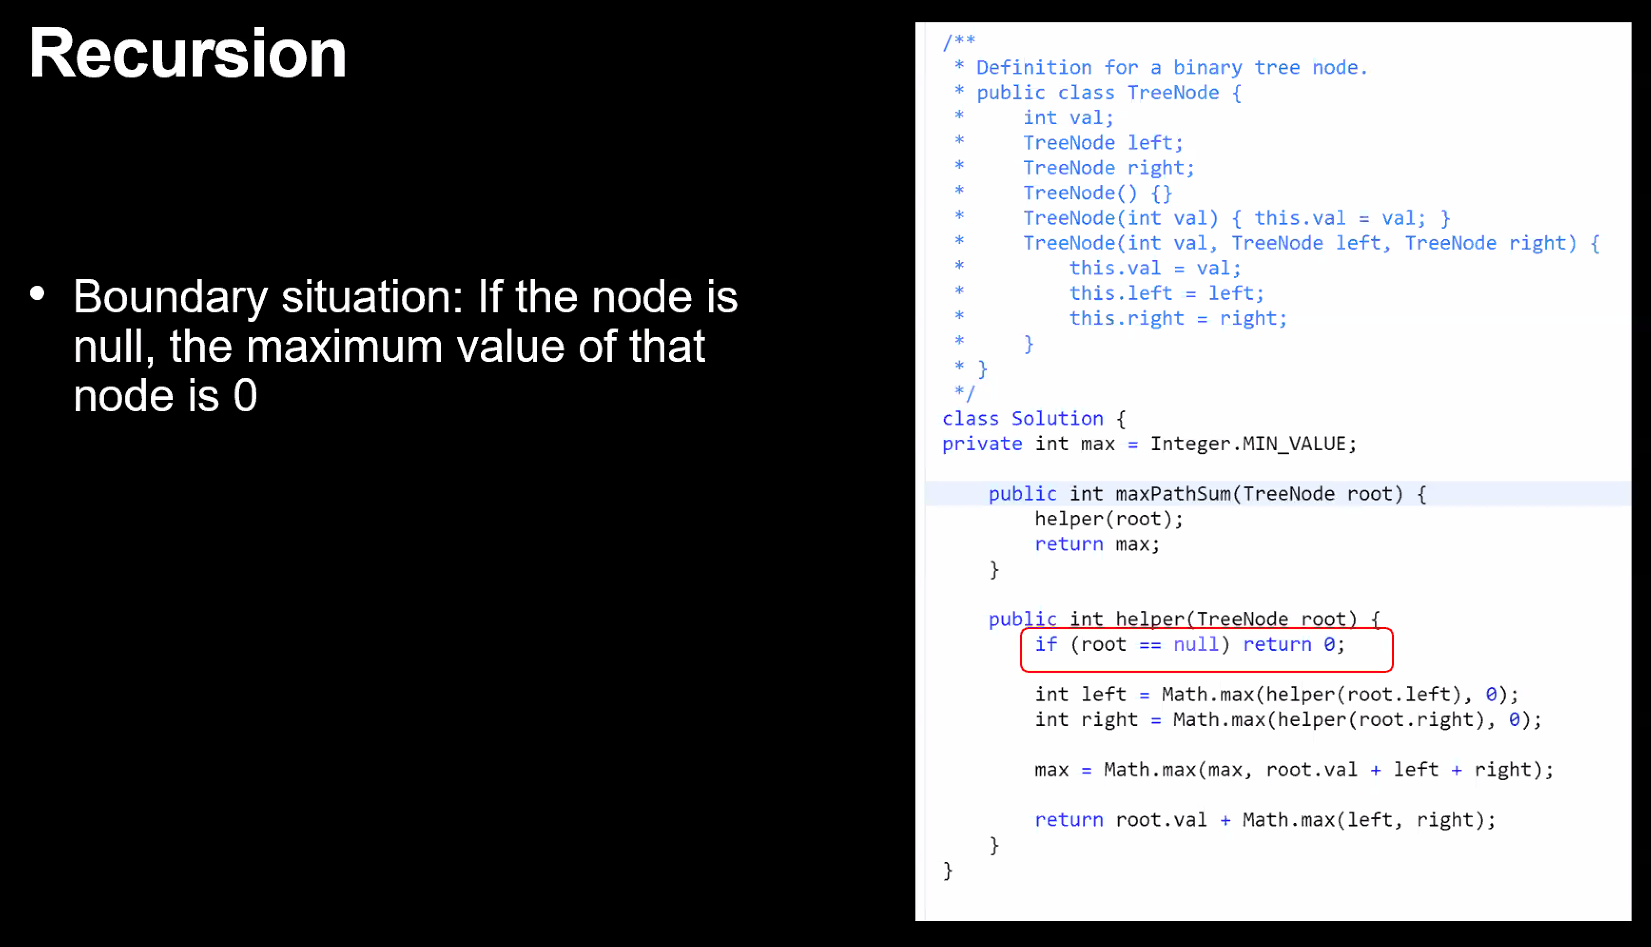 Recursion
• Boundary situation: If the node is
null, the maximum value of that
node is 0
/**
 * Definition for a binary tree node.
 * public class TreeNode {
 *     int val;
 *     TreeNode left;
 *     TreeNode right;
 *     TreeNode() {}
 *     TreeNode(int val) { this.val = val; }
 *     TreeNode(int val, TreeNode left, TreeNode right) {
 *         this.val = val;
 *         this.left = left;
 *         this.right = right;
 *     }
 * }
 */
class Solution {
private int max = Integer.MIN_VALUE;
    public int maxPathSum(TreeNode root) {
        helper(root);
        return max;
    }
    public int helper(TreeNode root) {
        if (root == null) return 0;
        int left = Math.max(helper(root.left), 0);
        int right = Math.max(helper(root.right), 0);
        max = Math.max(max, root.val + left + right);
        return root.val + Math.max(left, right);
    }
}